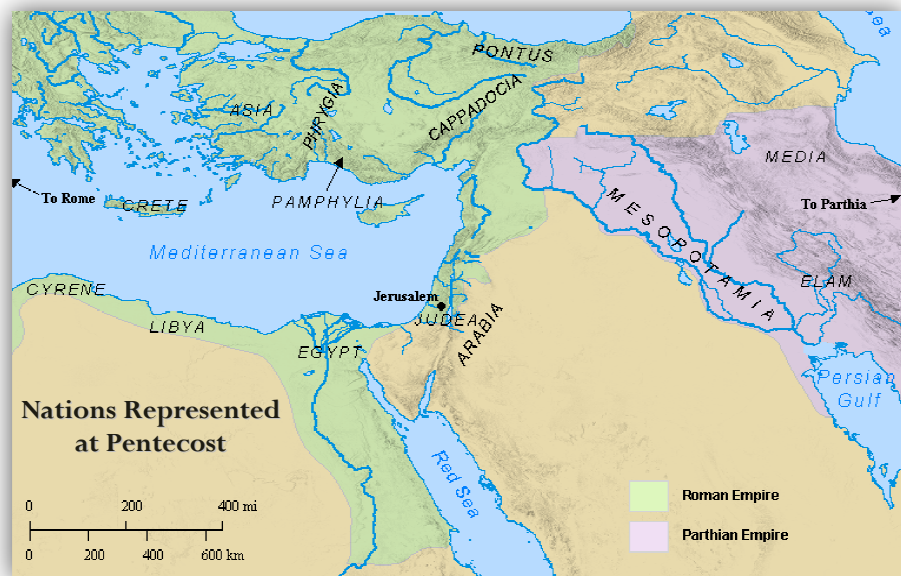 Sea
PONTUS
ASIA
PHRYGIA
CAPPADOCIA
MEDIA
To Rome
CRETE
PAMPHYLIA
MESOPOTAMIA
To Parthia
Mediterranean Sea
ELAM
CYRENE
Jerusalem
LIBYA
JUDEA
ARABIA
EGYPT
Persian
Gulf
Nations Represented
at Pentecost
Red Sea
0 200 400 mi
0 200 400 600 km
Roman Empire
Parthian Empire